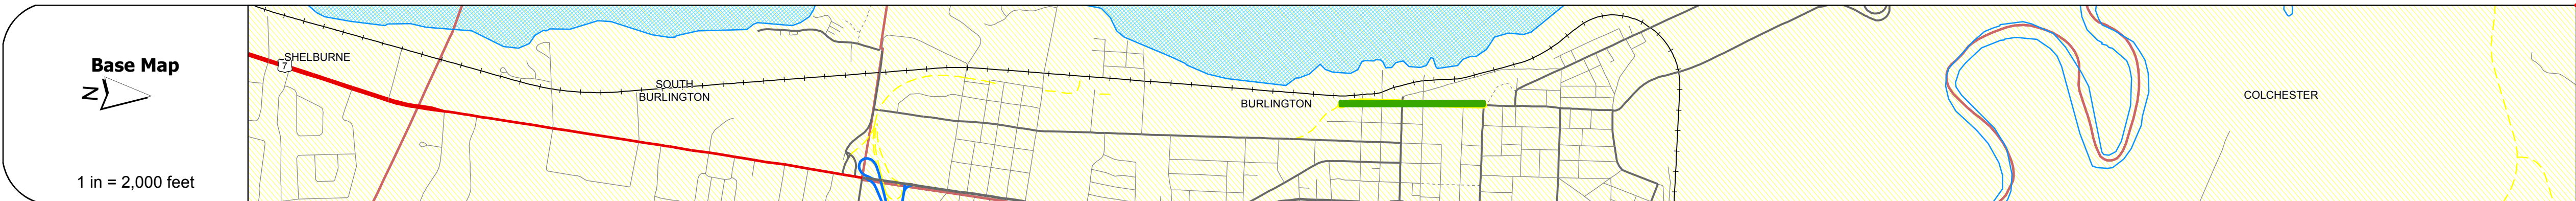 Base Map
N
1 in = 2,000 feet
SHELBURNE
7
SOUTH
BURLINGTON
BURLINGTON
COLCHESTER